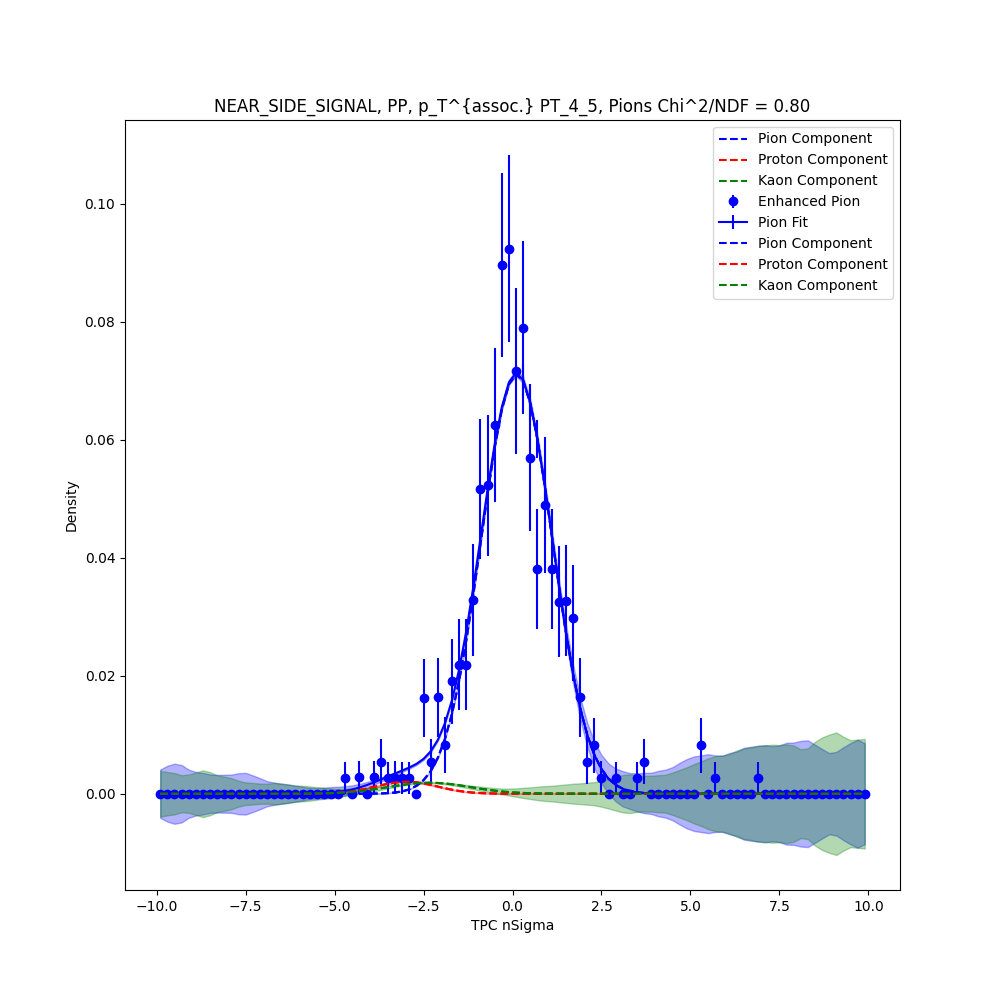 NEAR_SIDE_SIGNAL, PP, p_T^{assoc.} PT_4_5, Pions Chi^2/NDF = 0.80
Pion Component
Proton Component
Kaon Component
Enhanced Pion
Pion Fit
Pion Component
Proton Component
Kaon Component
0.10
0.08
0.06
0.04
0.02
0.00
Density
−10.0 −7.5 −5.0 −2.5 0.0 2.5 5.0 7.5 10.0
TPC nSigma